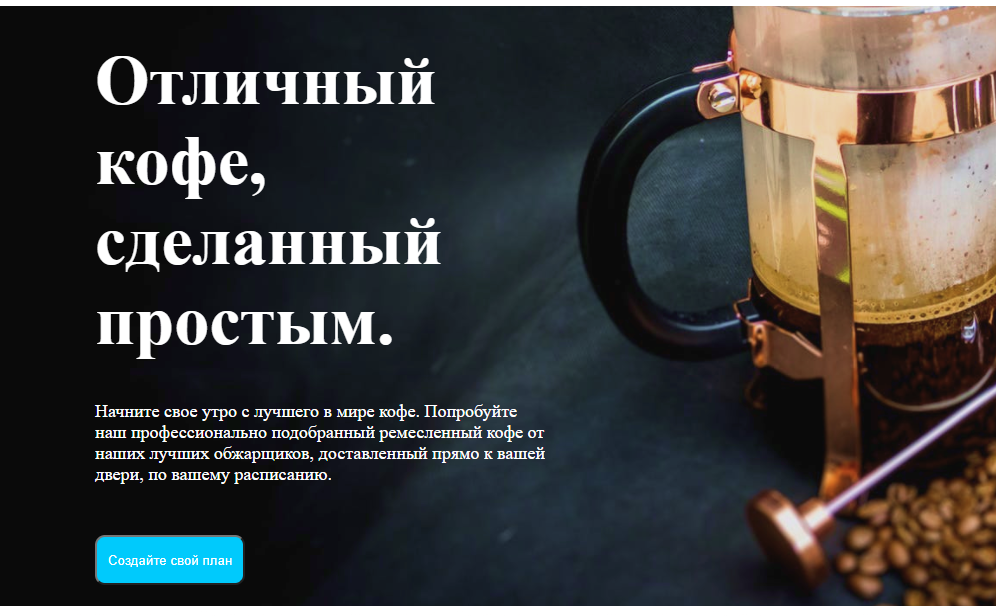 Отличный
кофе,
сделанный
простым.
Начните свое утро с лучшего в мире кофе. Попробуйте
наш профессионально подобранный ремесленный кофе от
наших лучших обжарщиков, доставленный прямо к вашей
двери, по вашему расписанию.
Создайте свой план